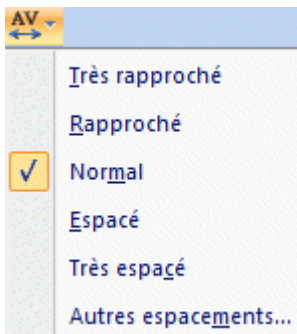 AV
Très rapproché
Rapproché
Normal
Espacé
Très espacé
Autres espacements...